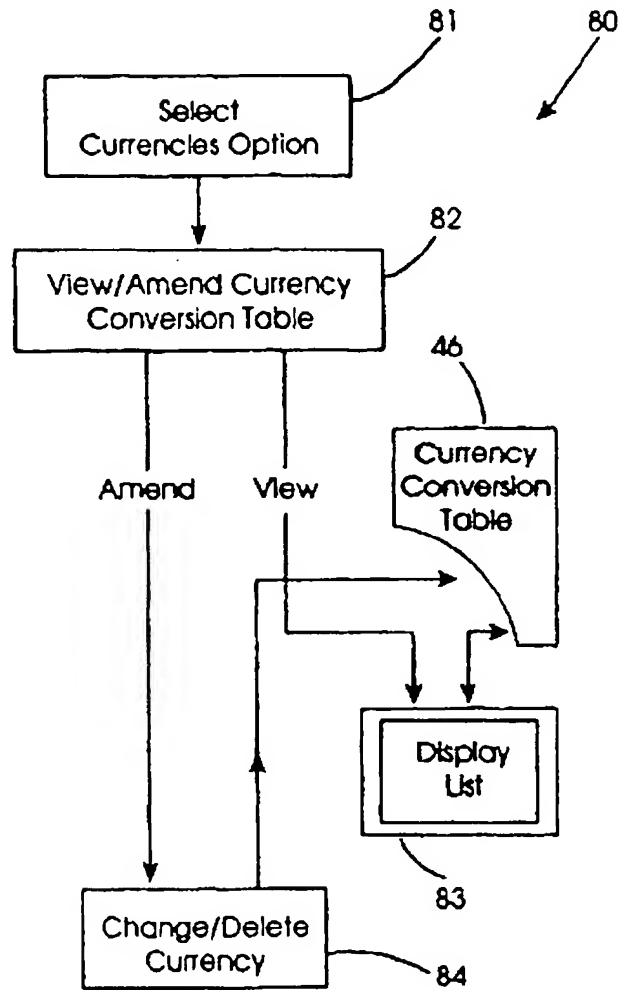 81
80
Select
Currencies Option
82
View/Amend Currency
Conversion Table
46
Currency
Conversion
Table
Amend
View
Display
List
83
Change/Delete
Currency
84